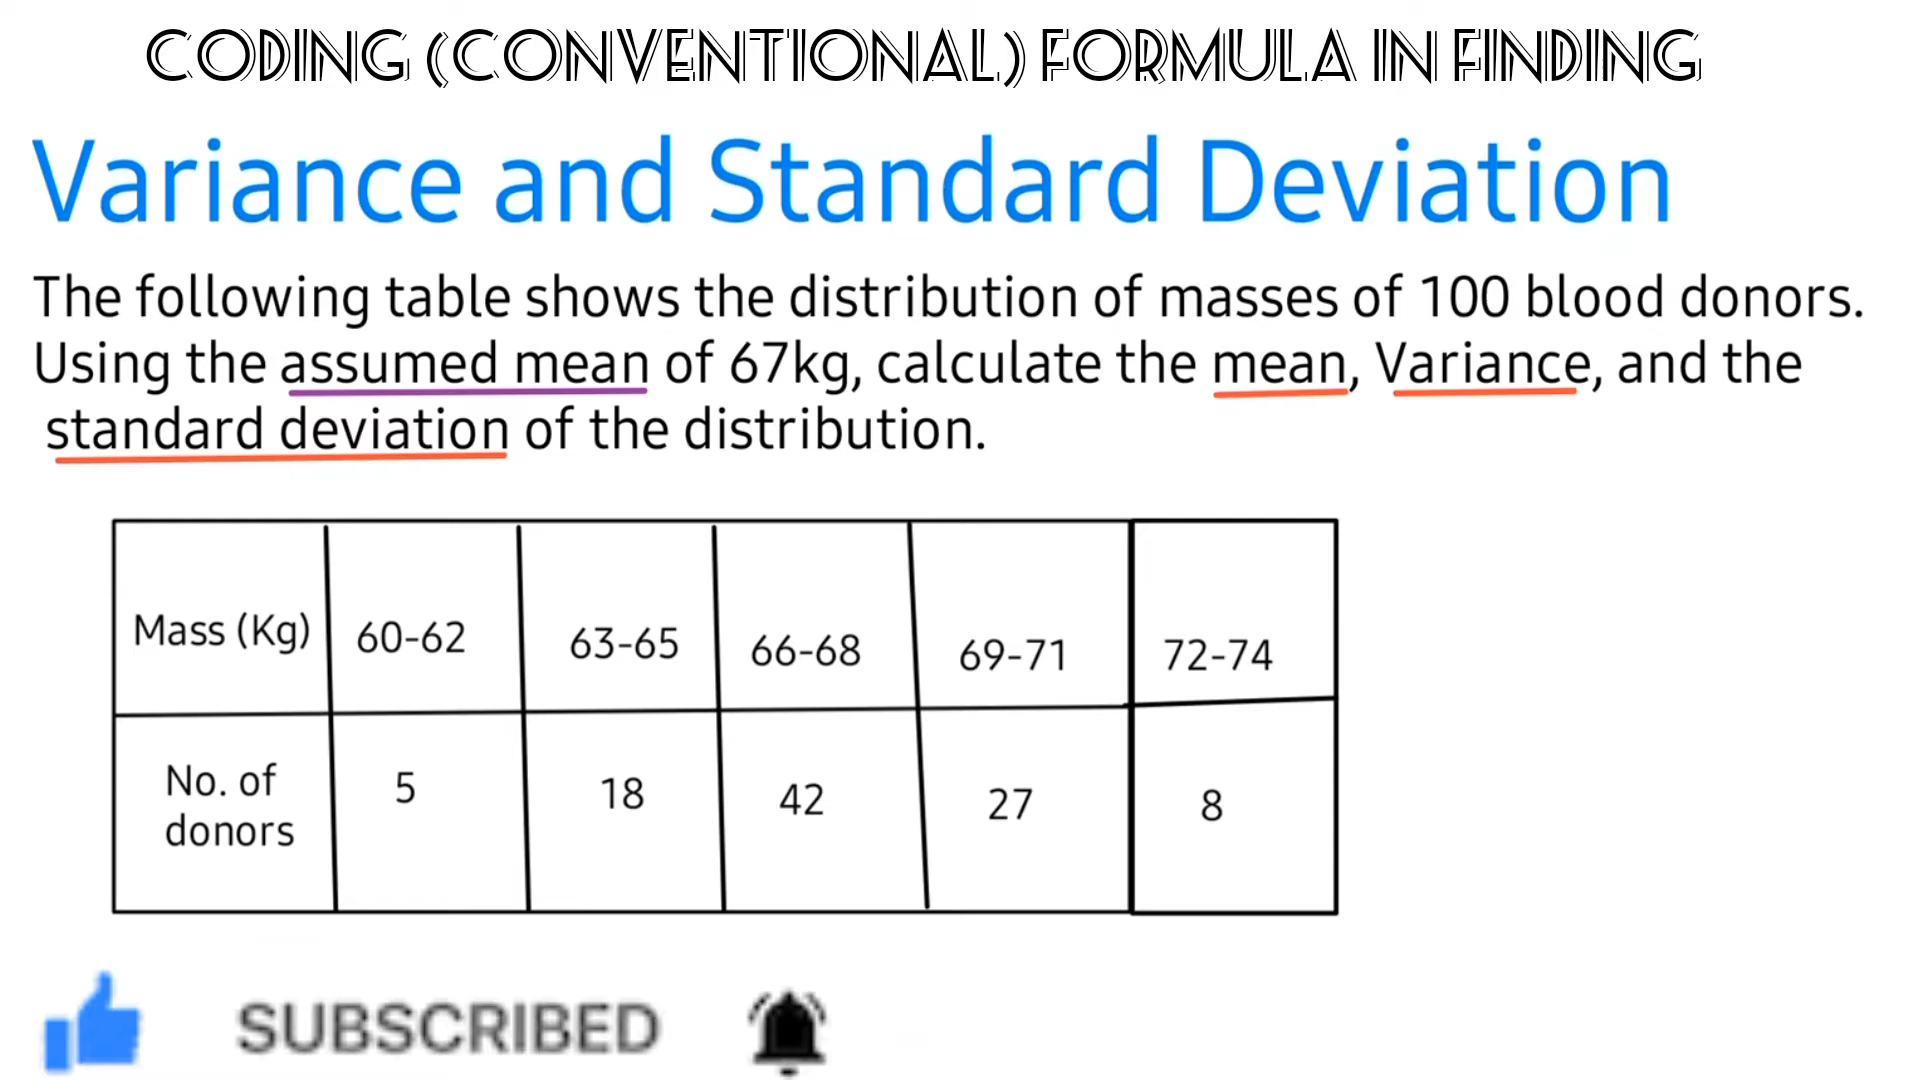 CODING (CONVENTIONAL) FORMULA IN FINDING
Variance and Standard Deviation
The following table shows the distribution of masses of 100 blood donors.
Using the assumed mean of 67kg, calculate the mean, Variance, and the
standard deviation of the distribution.
Mass (Kg) 60-62 63-65 66-68 69-71 72-74
No. of
donors 5 18 42 27 8
SUBSCRIBED